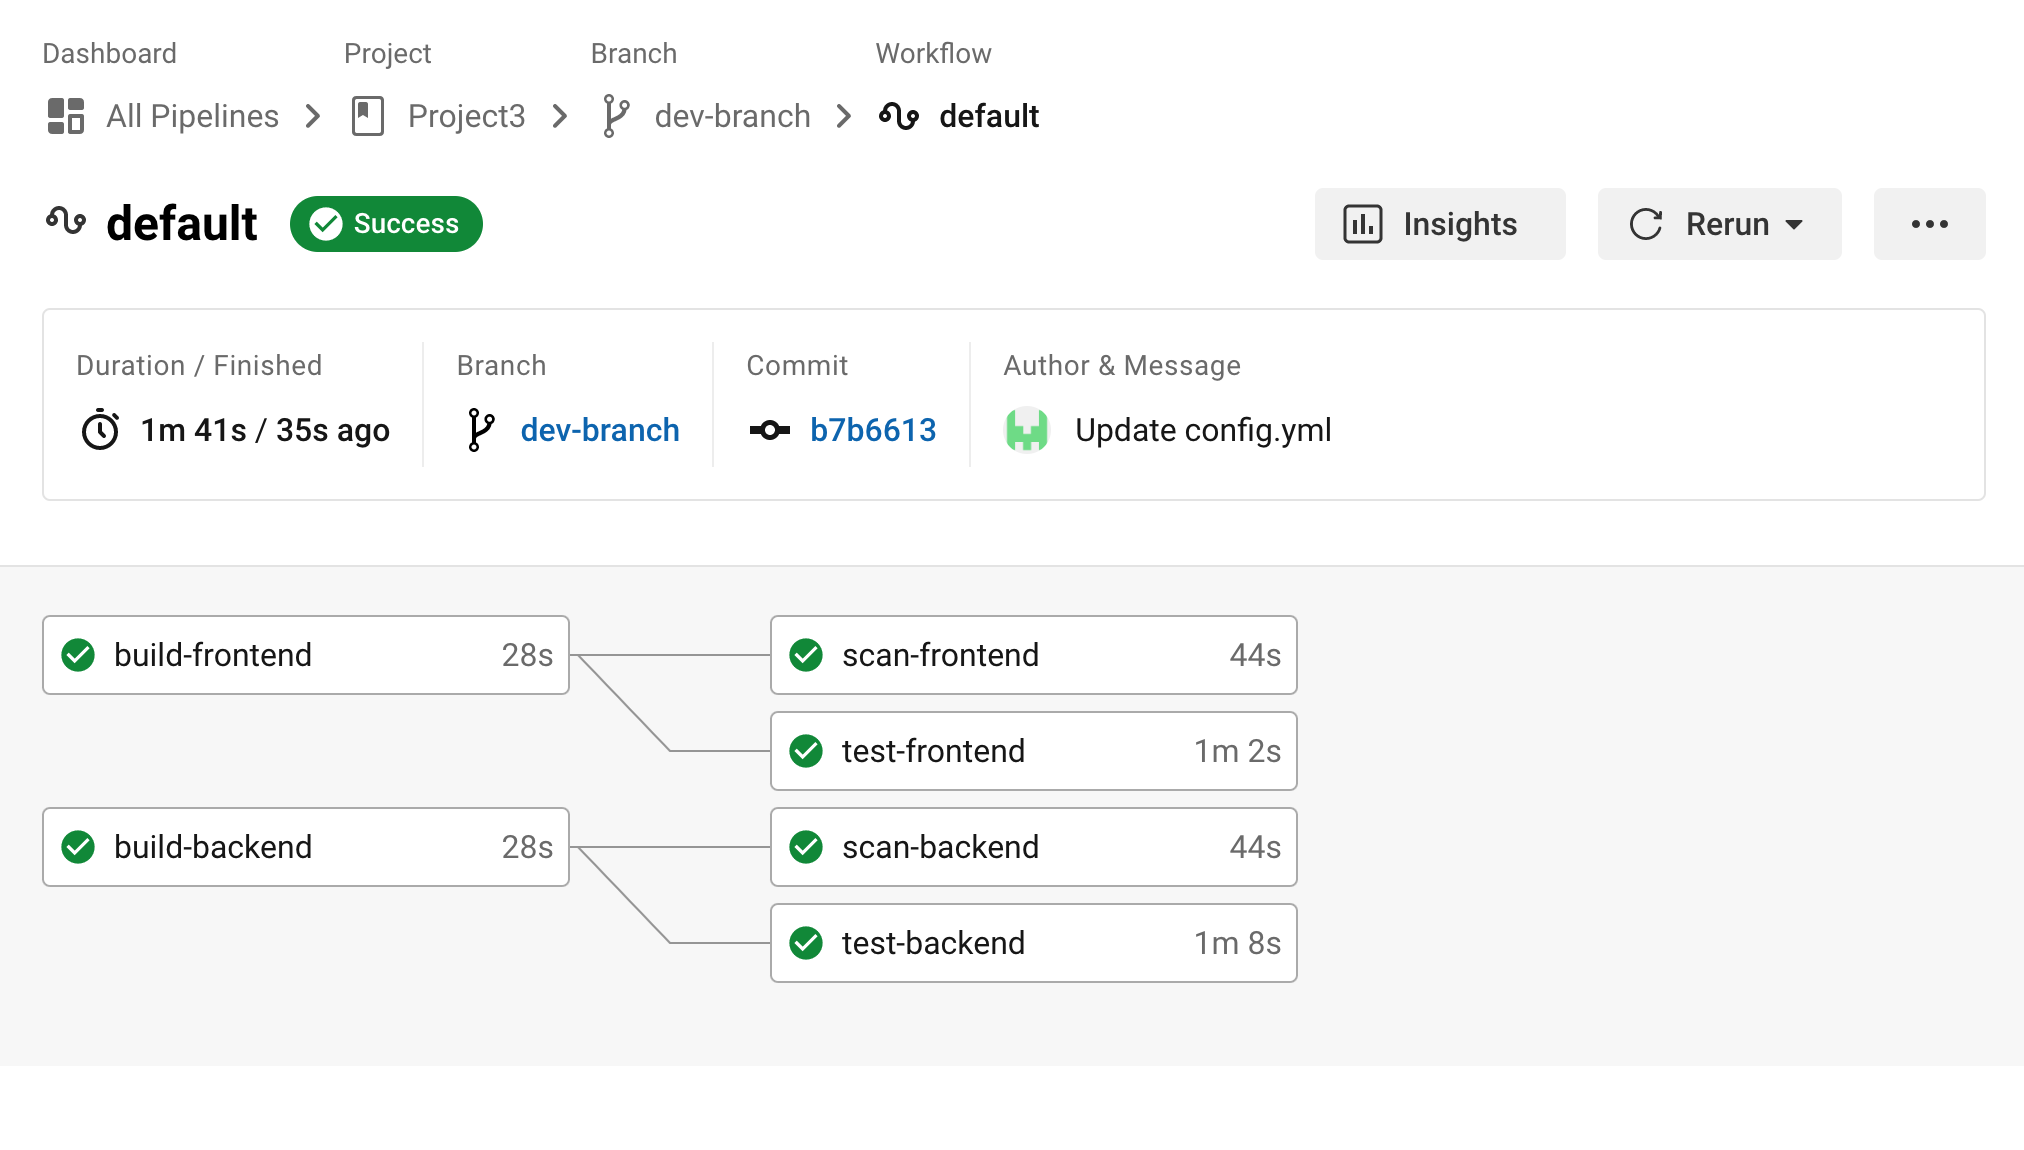 Dashboard Project Branch Workflow
All Pipelines Project3 dev-branch default
default Success Insights Rerun
Duration / Finished Branch Commit Author & Message
1m 41s / 35s ago dev-branch b7b6613 Update config.yml
build-frontend 28s scan-frontend 44s
test-frontend 1m 2s
build-backend 28s scan-backend 44s
test-backend 1m 8s